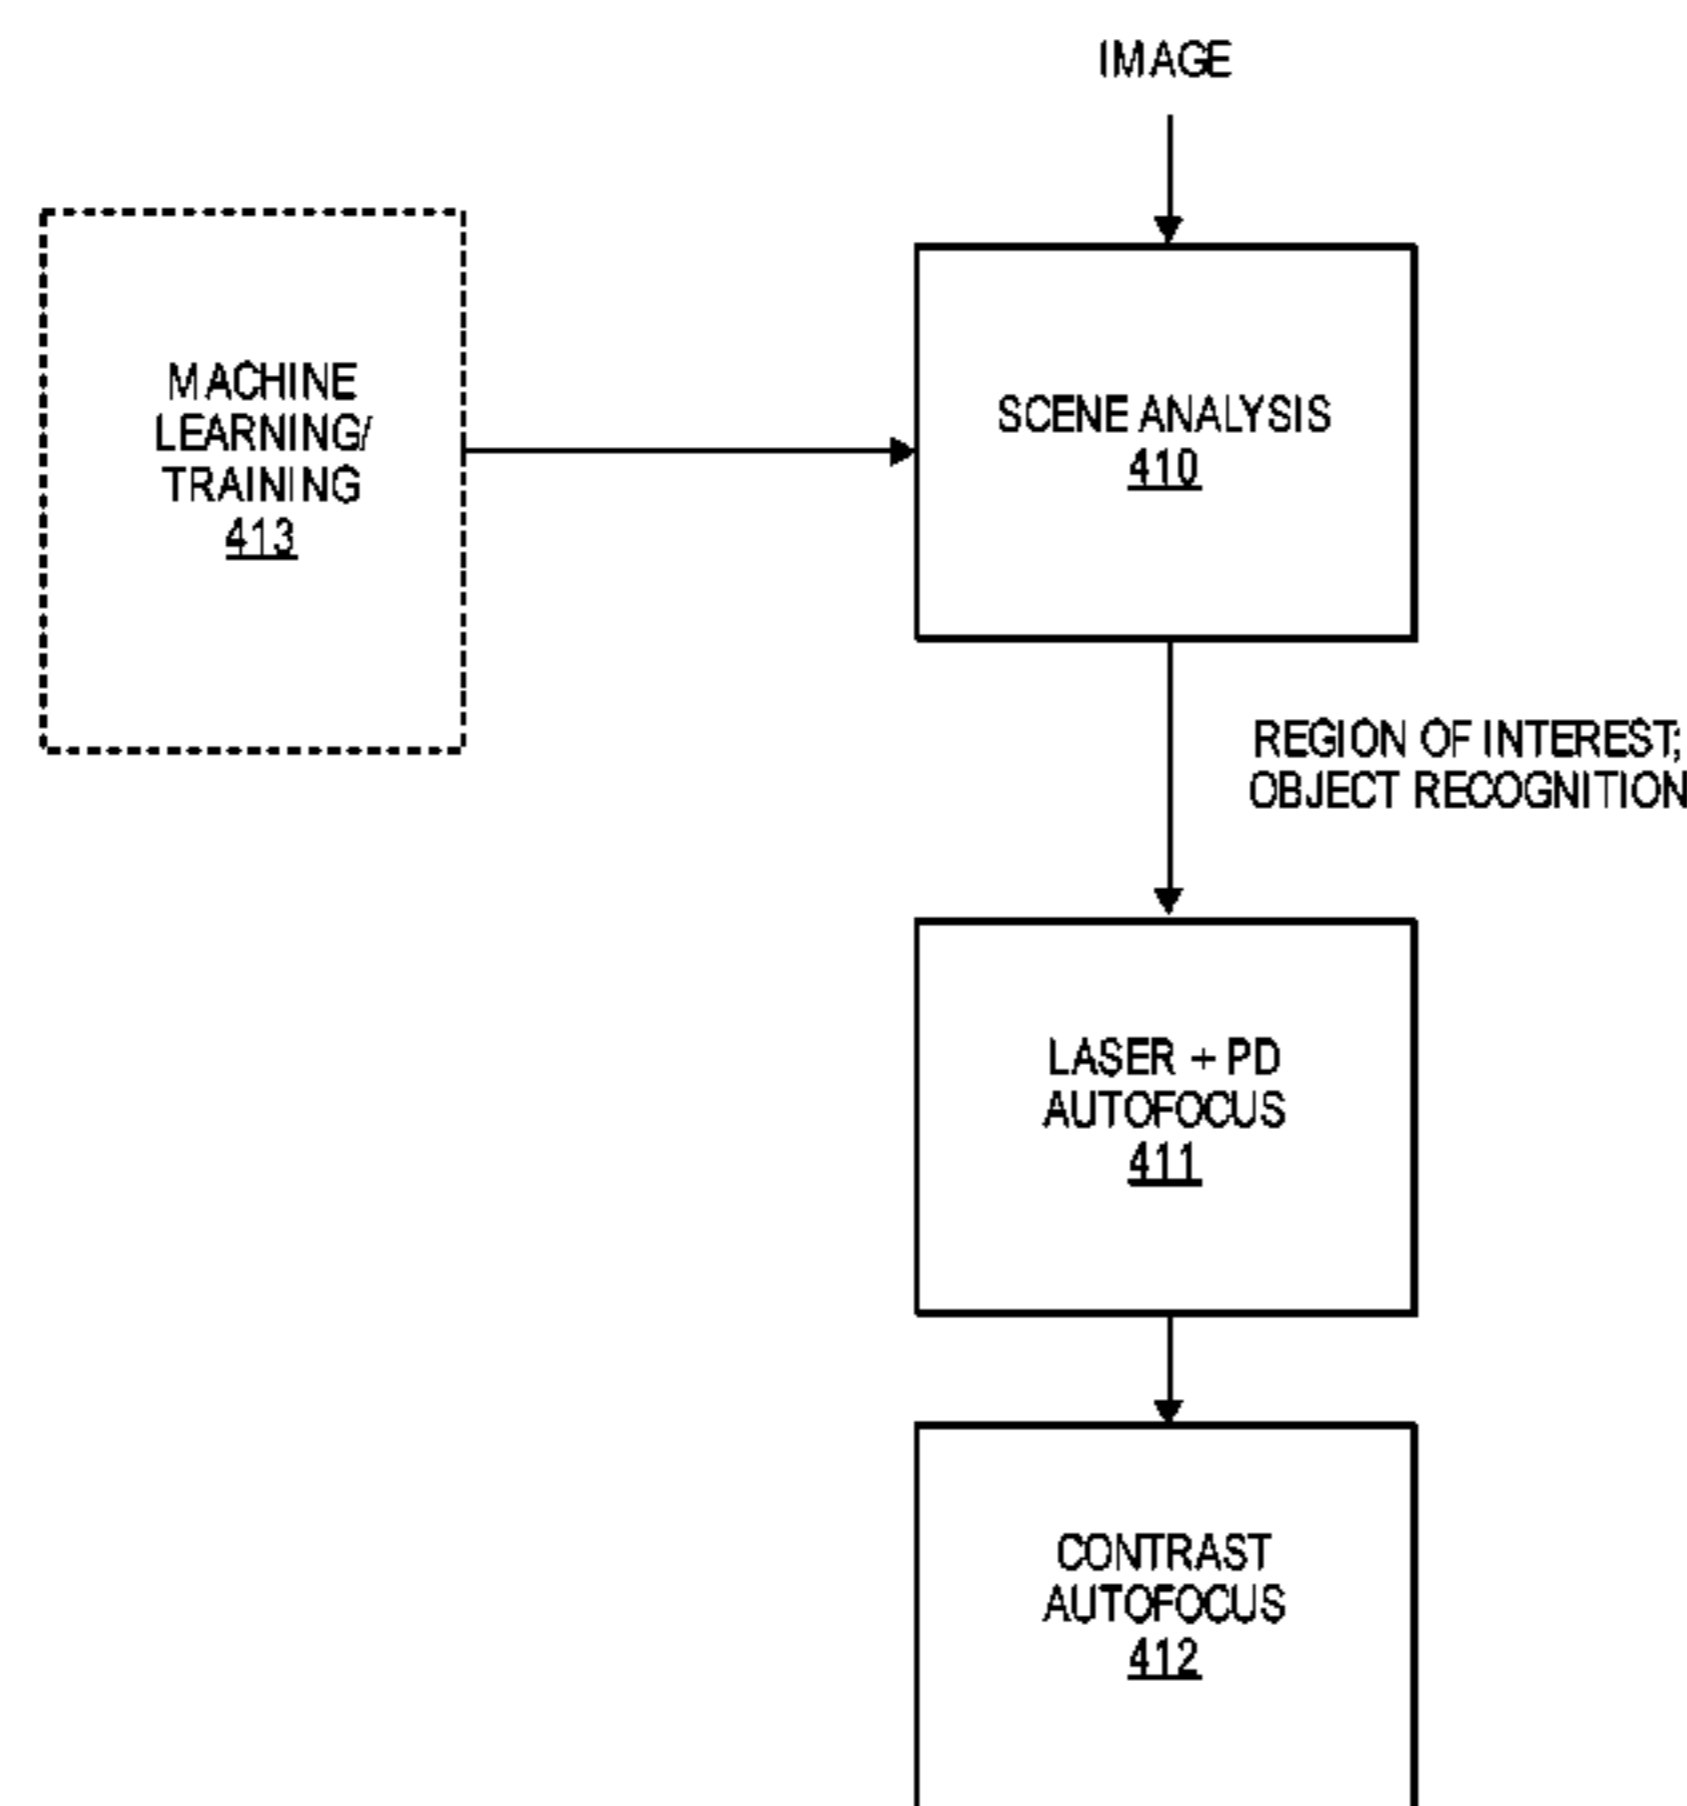 IMAGE
MACHINE
LEARNING/
TRAINING
413
SCENE ANALYSIS
410
REGION OF INTEREST;
OBJECT RECOGNITION
LASER + PD
AUTOFOCUS
411
CONTRAST
AUTOFOCUS
412